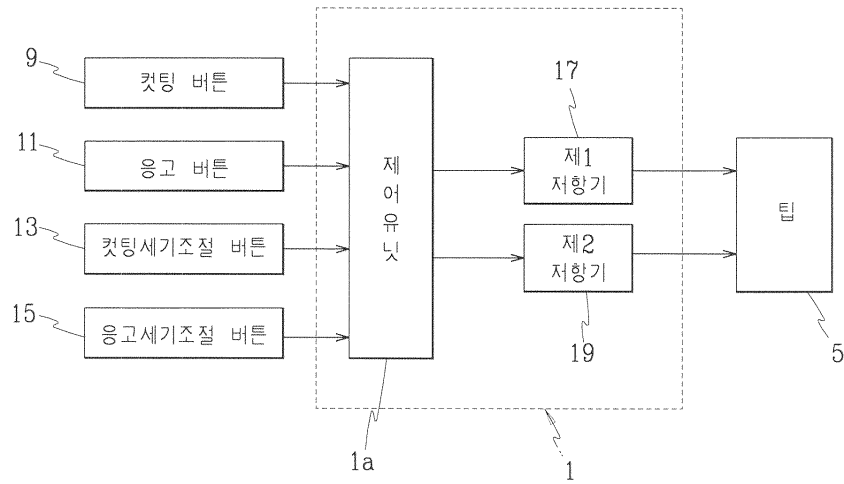 9
컷팅 버튼
11
응고 버튼
13
컷팅세기조절 버튼
15
응고세기조절 버튼
제
어
유
닛
1a
17
제1
저항기
제2
저항기
19
팁
5
1